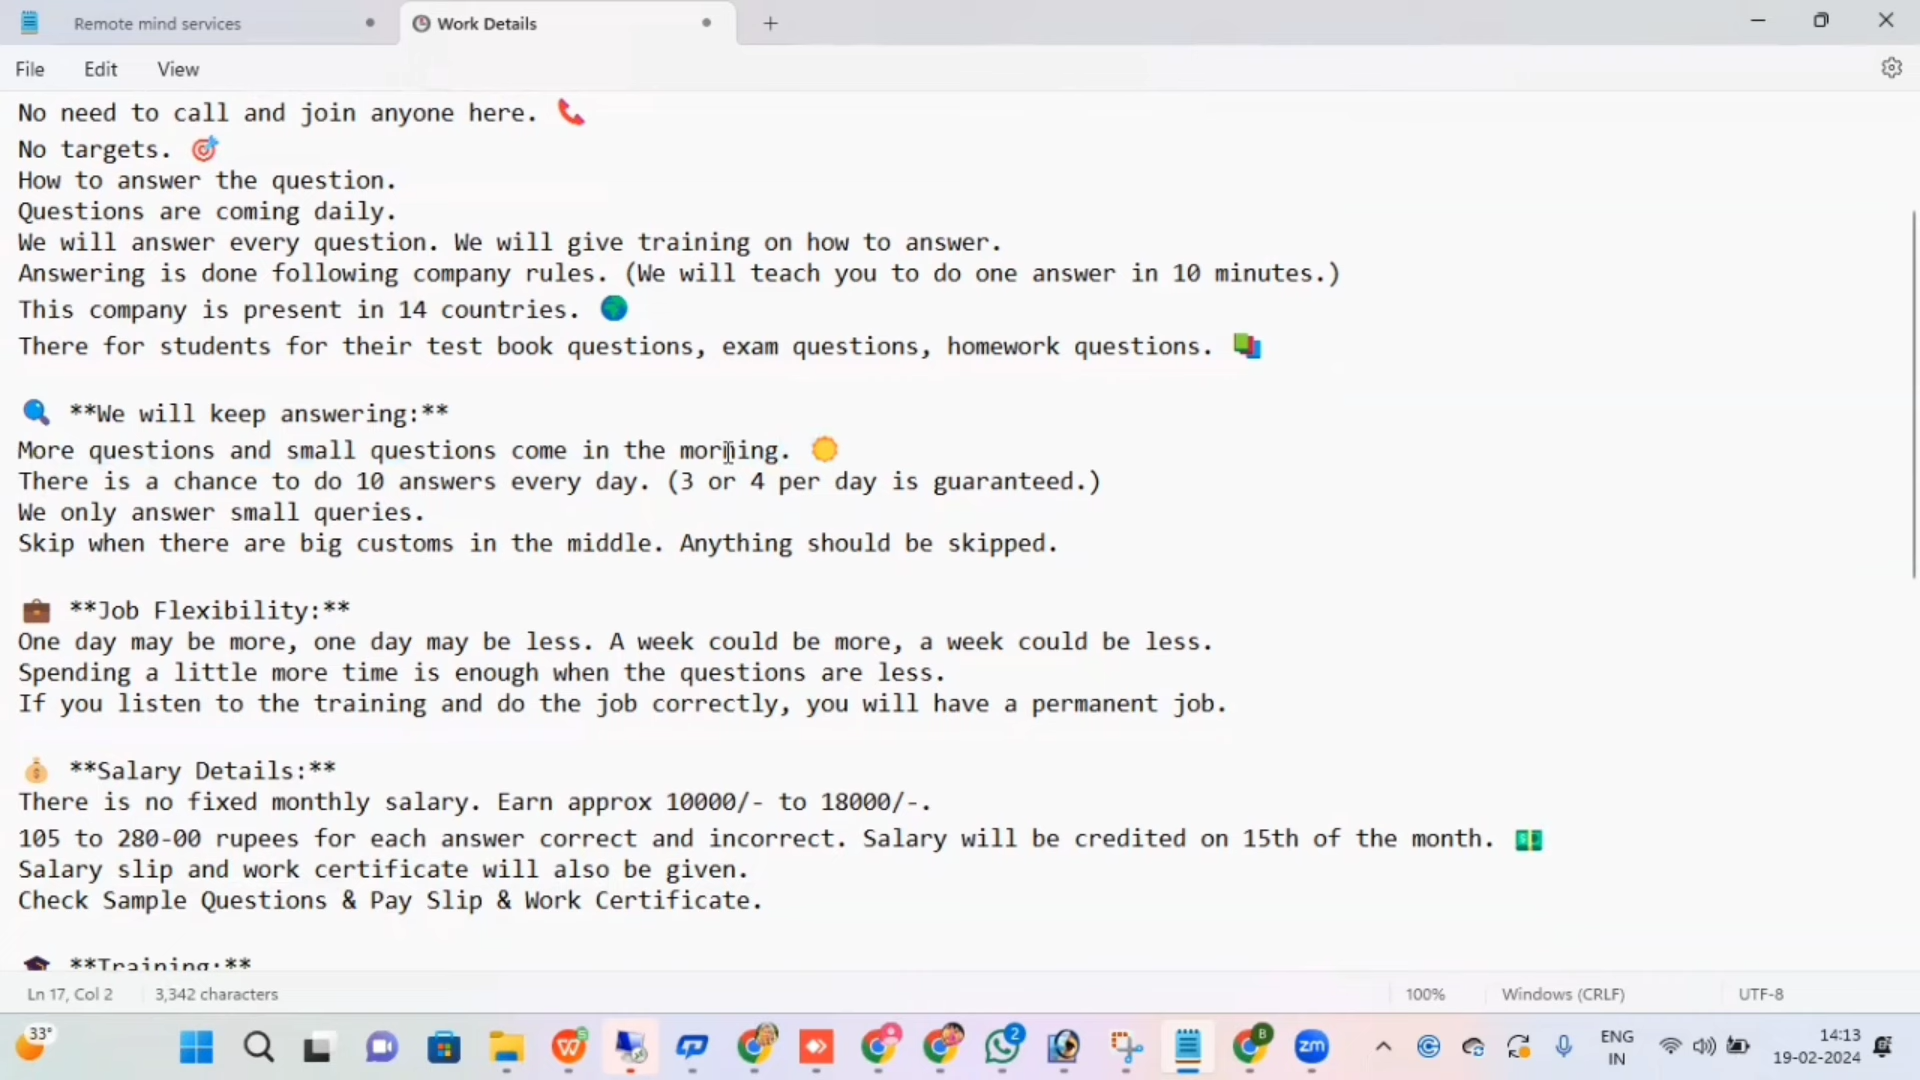 Remote mind services
Work Details
File Edit View
No need to call and join anyone here. 📞
No targets. 🎯
How to answer the question.
Questions are coming daily.
We will answer every question. We will give training on how to answer.
Answering is done following company rules. (We will teach you to do one answer in 10 minutes.)
This company is present in 14 countries. 🌍
There for students for their test book questions, exam questions, homework questions. 📚
🔍 **We will keep answering:**
More questions and small questions come in the morning. ☀️
There is a chance to do 10 answers every day. (3 or 4 per day is guaranteed.)
We only answer small queries.
Skip when there are big customs in the middle. Anything should be skipped.
💼 **Job Flexibility:**
One day may be more, one day may be less. A week could be more, a week could be less.
Spending a little more time is enough when the questions are less.
If you listen to the training and do the job correctly, you will have a permanent job.
💰 **Salary Details:**
There is no fixed monthly salary. Earn approx 10000/- to 18000/-.
105 to 280-00 rupees for each answer correct and incorrect. Salary will be credited on 15th of the month. 💵
Salary slip and work certificate will also be given.
Check Sample Questions & Pay Slip & Work Certificate.
🎓 **Training:**
Ln 17, Col 2 3,342 characters 100% Windows (CRLF) UTF-8
33°
5
2
B
zm
ENG
IN
14:13
19-02-2024